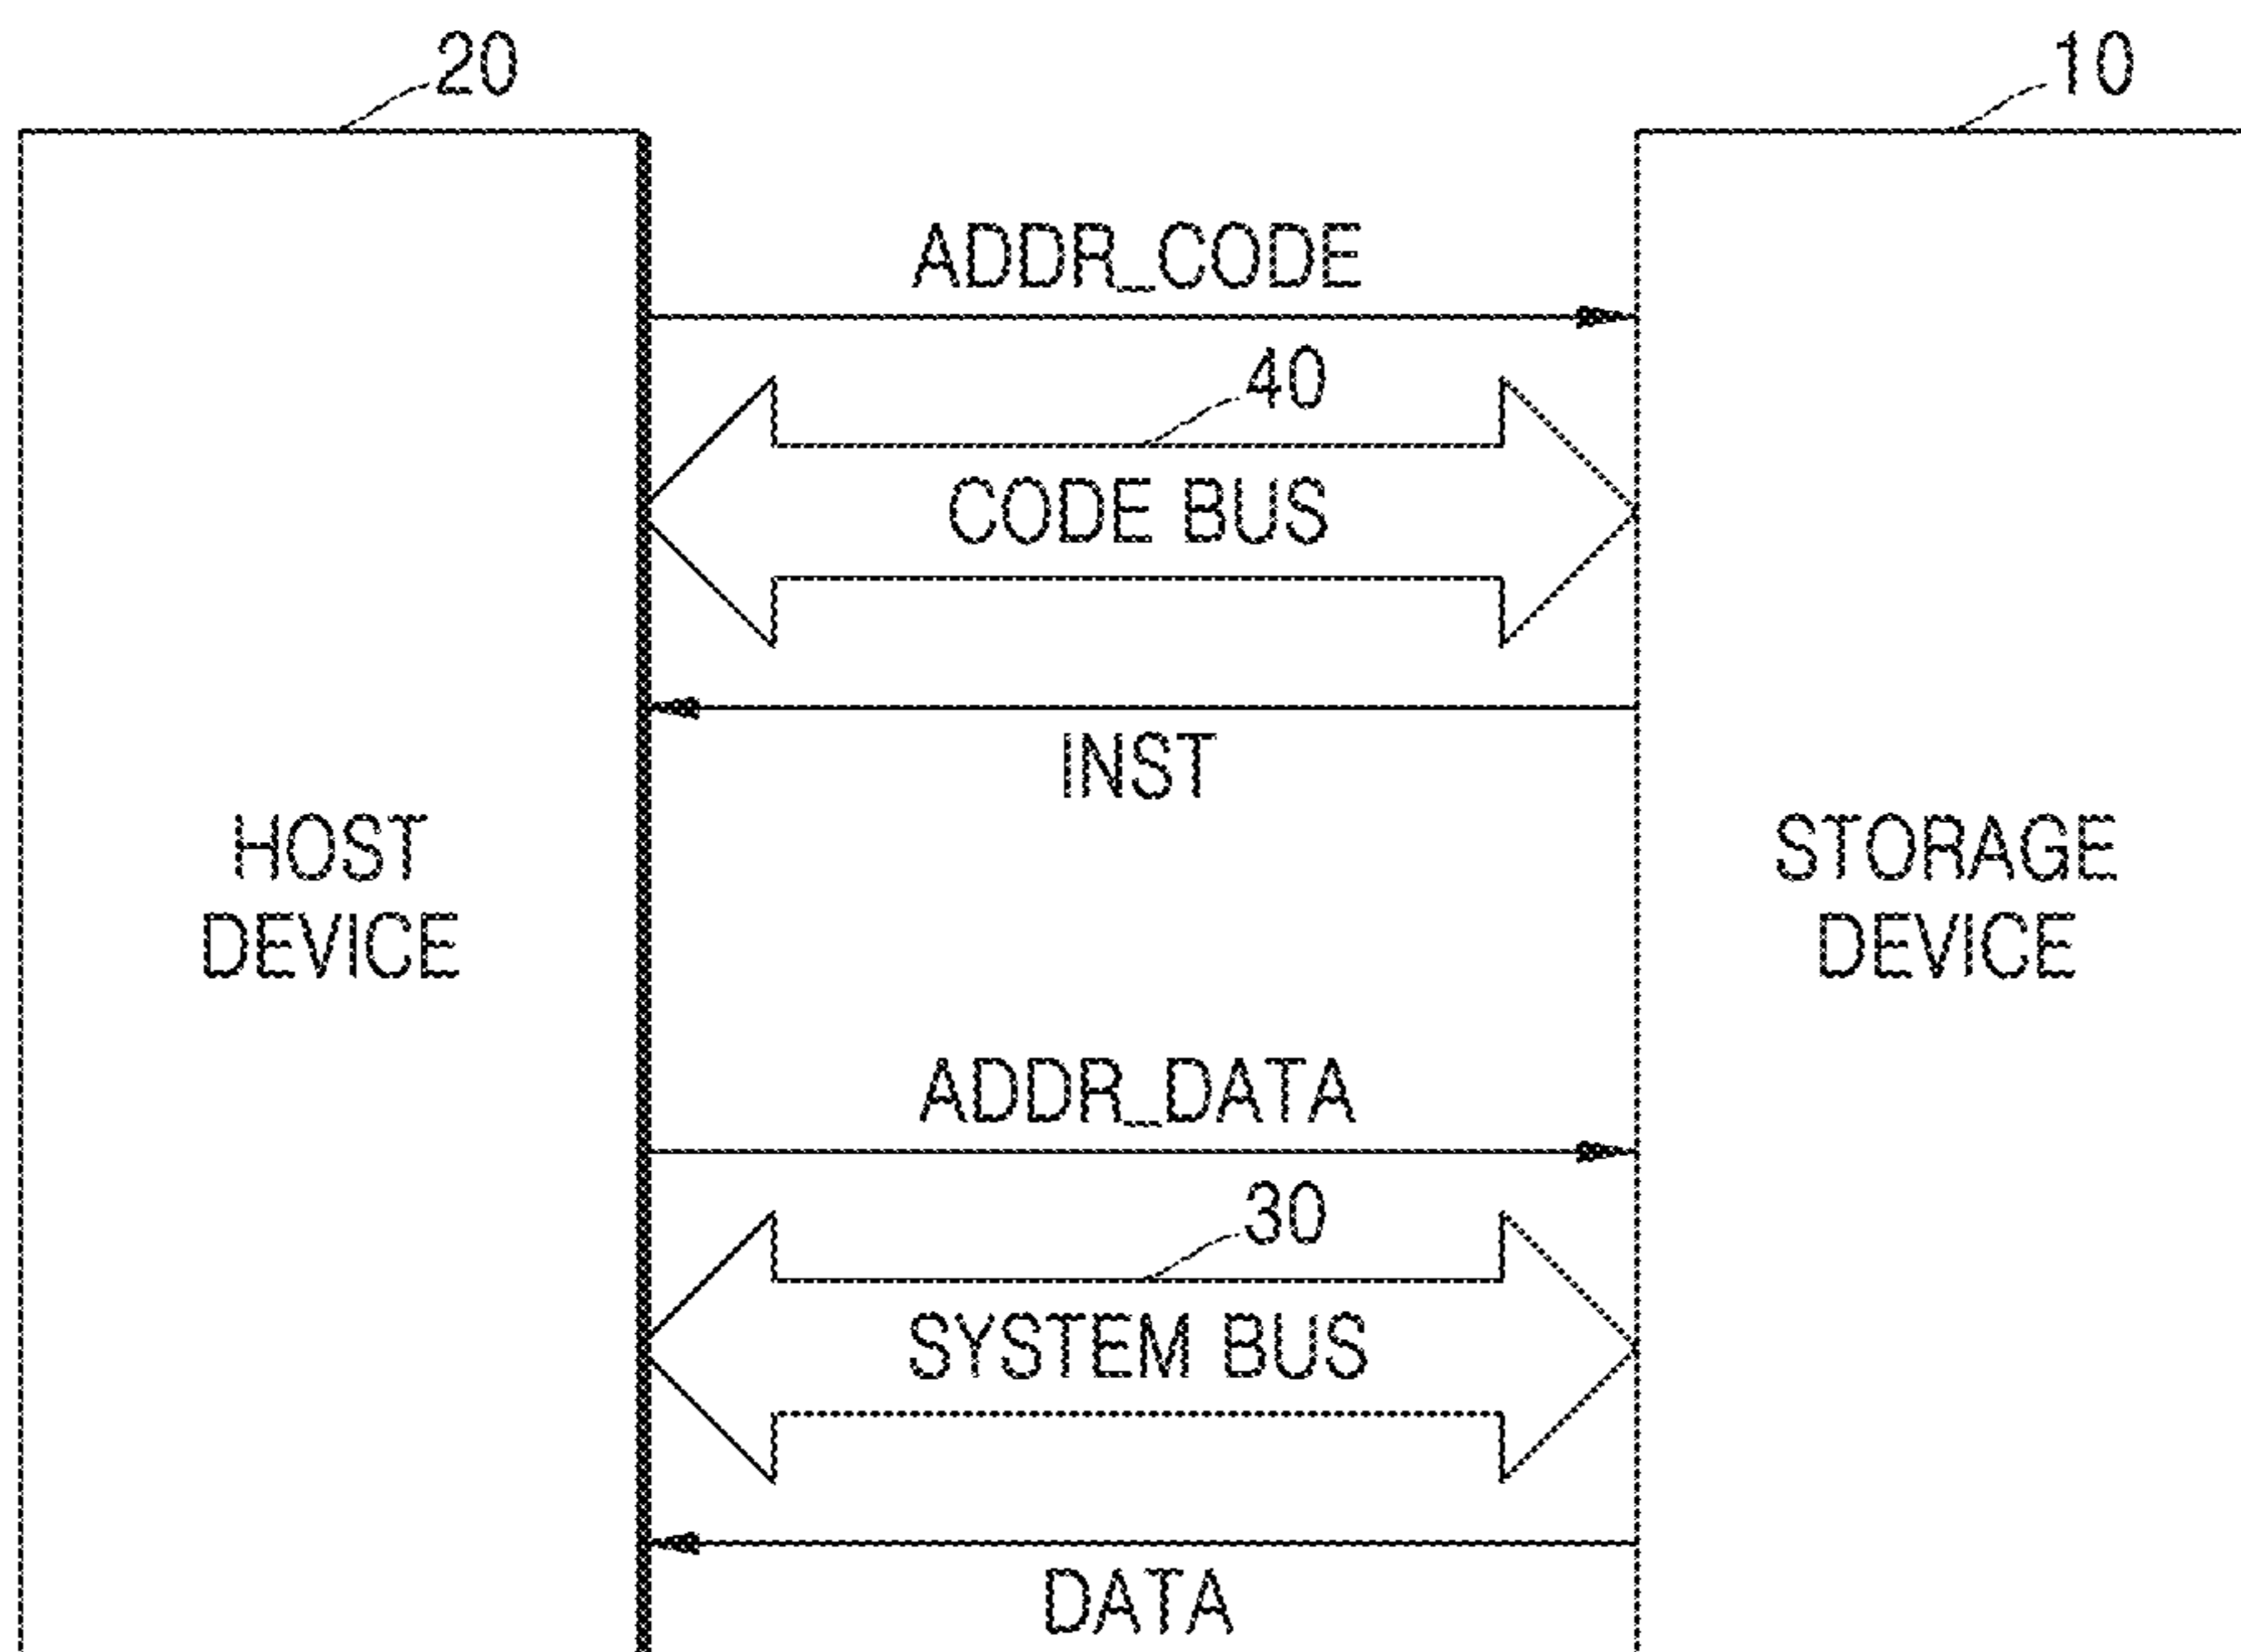 20
10
ADDR_CODE
40
CODE BUS
INST
HOST
DEVICE
STORAGE
DEVICE
ADDR_DATA
30
SYSTEM BUS
DATA